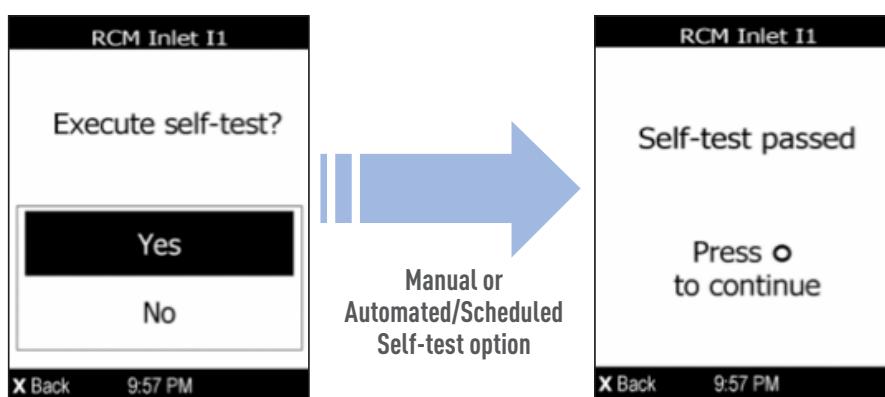 RCM Inlet I1
Execute self-test?
Yes
No
X Back 9:57 PM
Manual or
Automated/Scheduled
Self-test option
RCM Inlet I1
Self-test passed
Press O
to continue
X Back 9:57 PM